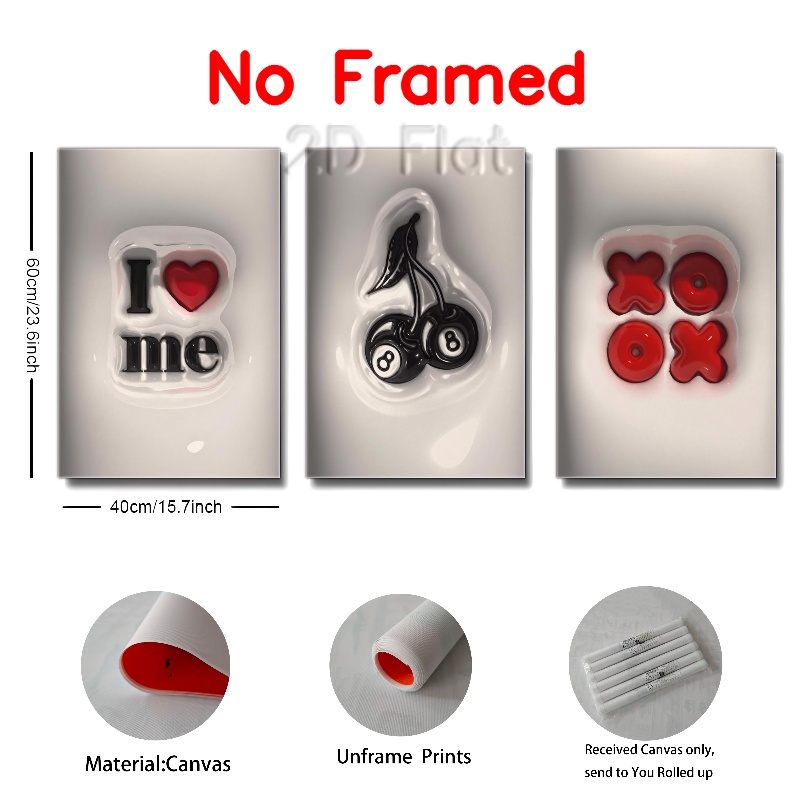 No Framed
2D Flat
60cm/23.6inch
I
me
8
8
XO
OX
40cm/15.7inch
Material:Canvas
Unframe Prints
Received Canvas only,
send to You Rolled up